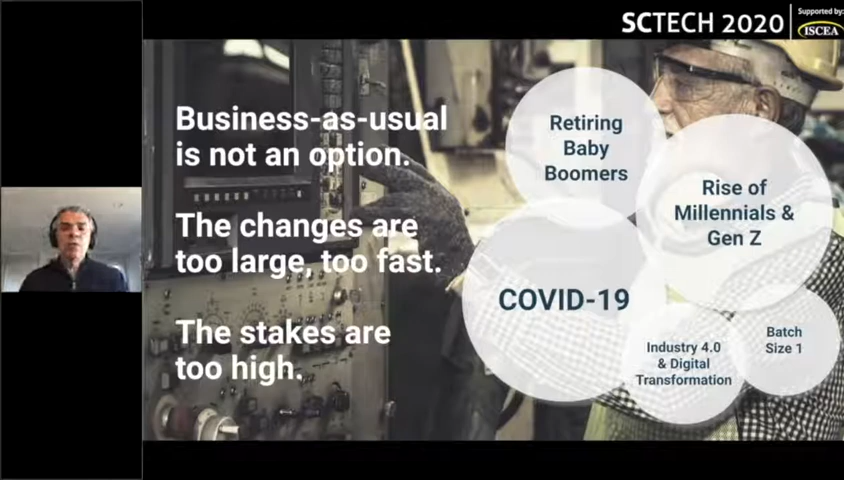 SCTECH 2020
Supported by:
ISCEA
Business-as-usual
is not an option.
The changes are
too large, too fast.
The stakes are
too high.
Retiring
Baby
Boomers
Rise of
Millennials &
Gen Z
COVID-19
Industry 4.0
& Digital
Transformation
Batch
Size 1